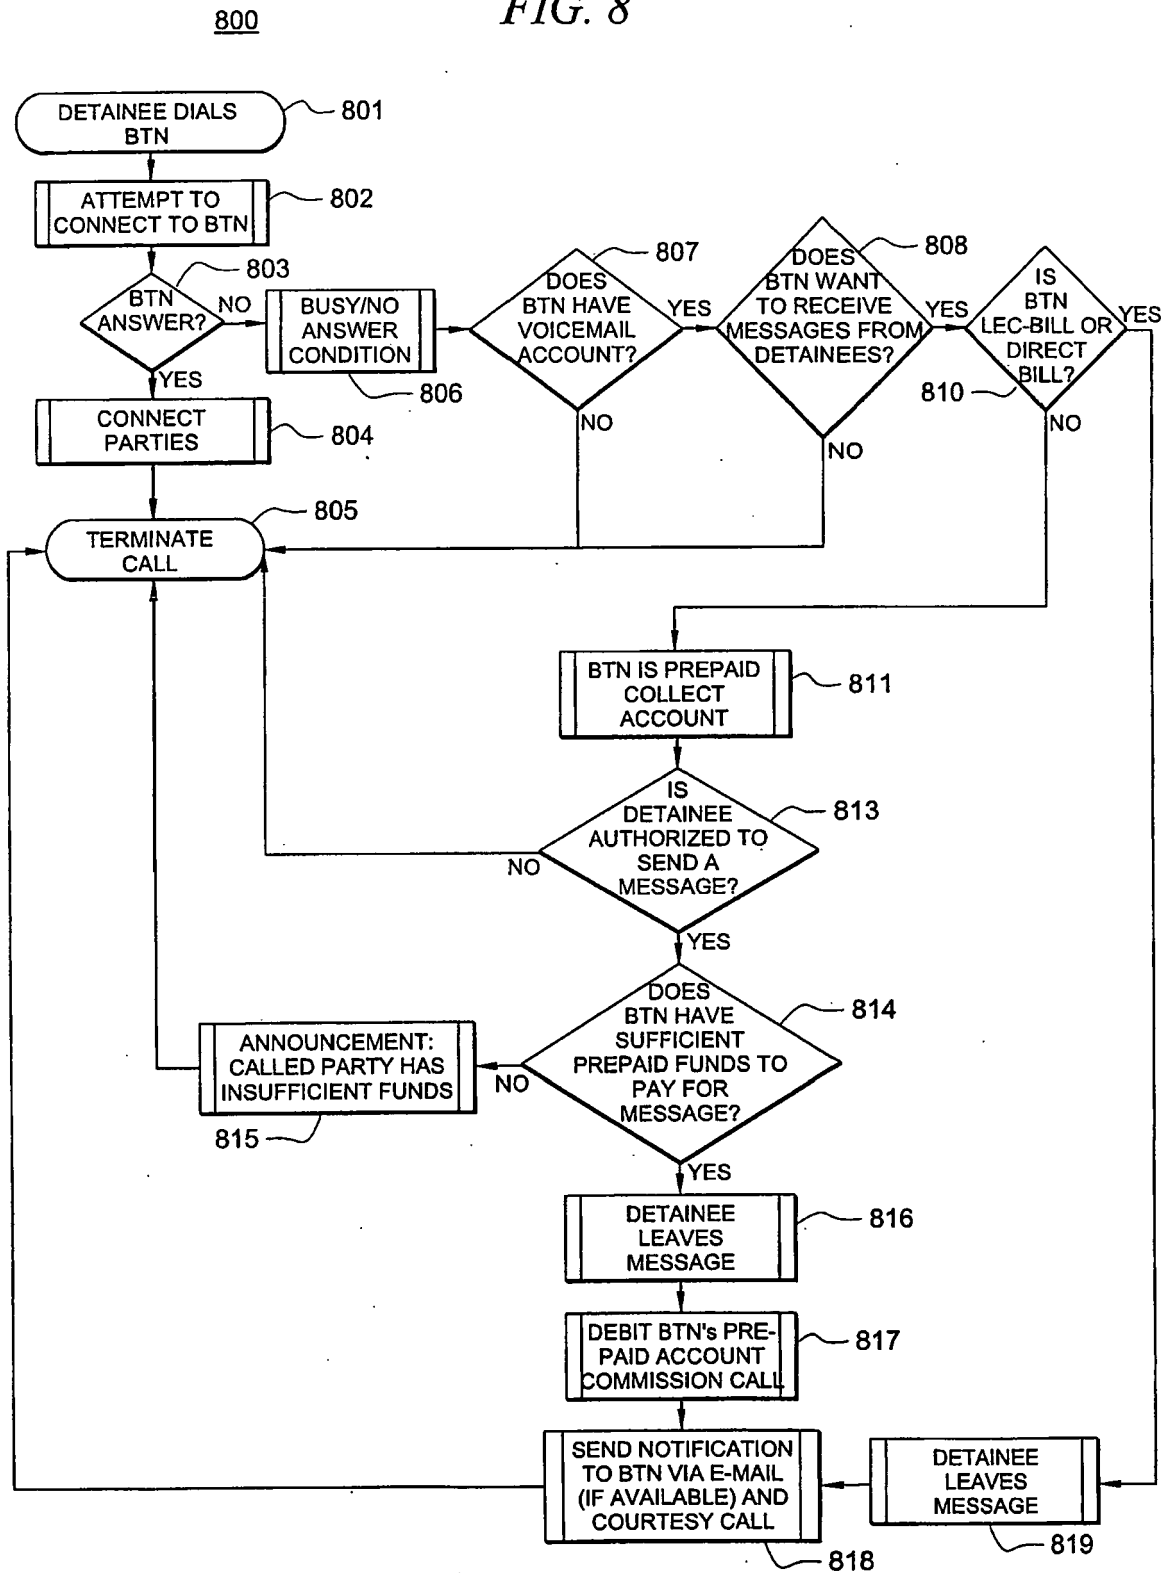 FIG. 8
800
DETAINEE DIALS
BTN
801
ATTEMPT TO
CONNECT TO BTN
802
BTN
ANSWER?
803
NO
YES
BUSY/NO
ANSWER
CONDITION
806
DOES
BTN HAVE
VOICEMAIL
ACCOUNT?
807
YES
NO
DOES
BTN WANT
TO RECEIVE
MESSAGES FROM
DETAINEES?
808
YES
NO
IS
BTN
LEC-BILL OR
DIRECT
BILL?
810
YES
NO
CONNECT
PARTIES
804
TERMINATE
CALL
805
BTN IS PREPAID
COLLECT
ACCOUNT
811
IS
DETAINEE
AUTHORIZED TO
SEND A
MESSAGE?
813
NO
YES
DOES
BTN HAVE
SUFFICIENT
PREPAID FUNDS TO
PAY FOR
MESSAGE?
814
NO
YES
ANNOUNCEMENT:
CALLED PARTY HAS
INSUFFICIENT FUNDS
815
DETAINEE
LEAVES
MESSAGE
816
DEBIT BTN's PRE-
PAID ACCOUNT
COMMISSION CALL
817
SEND NOTIFICATION
TO BTN VIA E-MAIL
(IF AVAILABLE) AND
COURTESY CALL
818
DETAINEE
LEAVES
MESSAGE
819